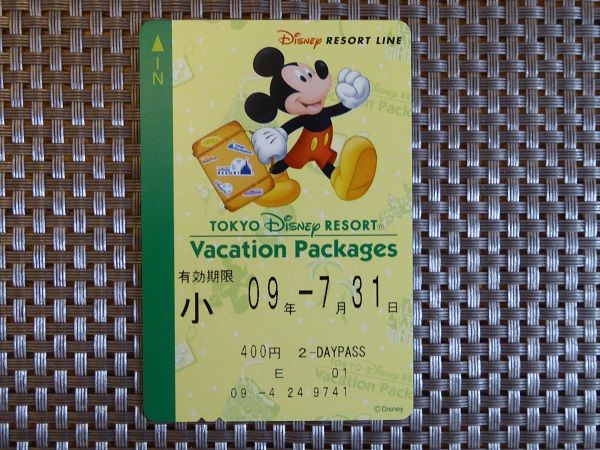 IN
Disney RESORT LINE
TOKYO Disney RESORT®
Vacation Packages
有効期限
小 09年-7月31日
400円 2-DAYPASS
E 01
09.-4 24 9741
©Disney